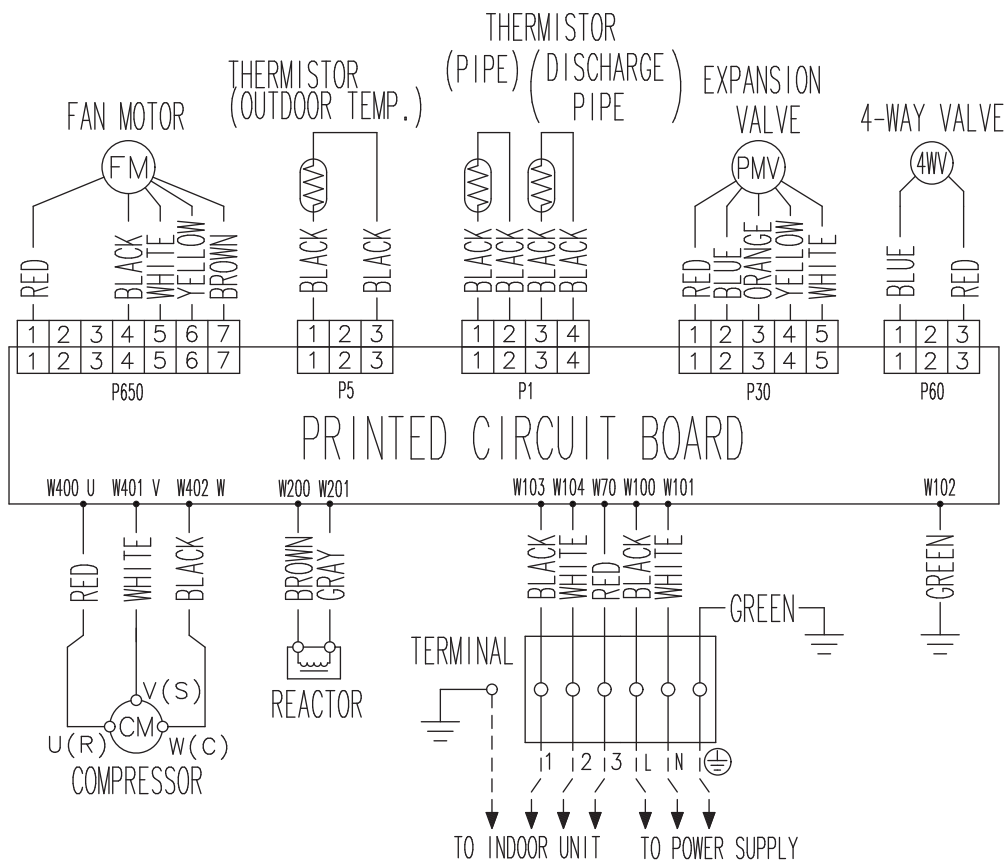 THERMISTOR
(PIPE) (DISCHARGE PIPE)
THERMISTOR
(OUTDOOR TEMP.)
EXPANSION
VALVE
FAN MOTOR
4-WAY VALVE
FM
PMV
4WV
RED BLACK WHITE YELLOW BROWN
BLACK BLACK
BLACK BLACK BLACK BLACK
RED BLUE ORANGE YELLOW WHITE
BLUE RED
1 2 3 4 5 6 7
1 2 3 4 5 6 7
P650
1 2 3
1 2 3
P5
1 2 3 4
1 2 3 4
P1
1 2 3 4 5
1 2 3 4 5
P30
1 2 3
1 2 3
P60
PRINTED CIRCUIT BOARD
W400 U W401 V W402 W
W200 W201
W103 W104 W70 W100 W101
W102
RED WHITE BLACK
BROWN GRAY
BLACK WHITE RED BLACK WHITE
GREEN
GREEN
TERMINAL
REACTOR
V(S)
CM
U(R) W(C)
COMPRESSOR
1 2 3 L N
TO INDOOR UNIT
TO POWER SUPPLY